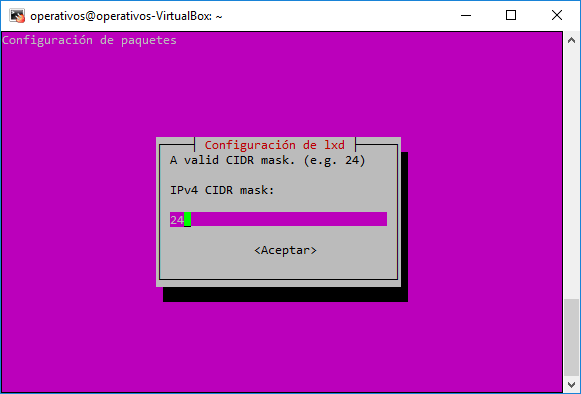 operativos@operativos-VirtualBox: ~
Configuración de paquetes
Configuración de lxd
A valid CIDR mask. (e.g. 24)
IPv4 CIDR mask:
24
<Aceptar>